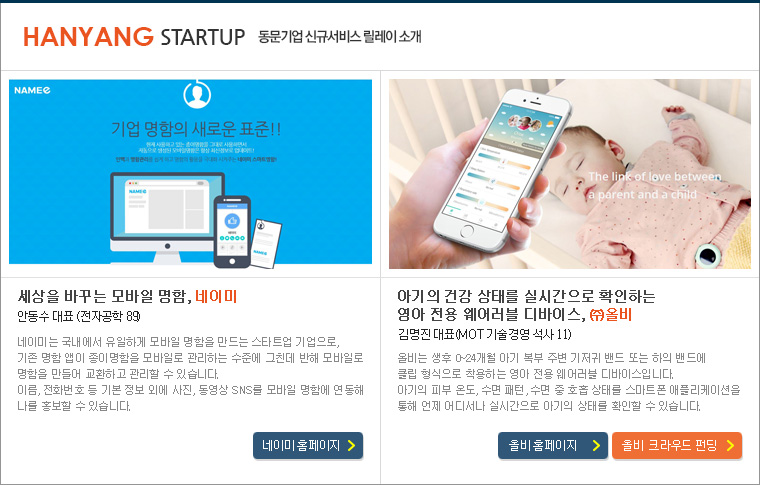 HANYANG STARTUP 동문기업 신규서비스 릴레이 소개
NAMEE
기업 명함의 새로운 표준!!
NAMEE
The link of love between
a parent and a child
세상을 바꾸는 모바일 명함, 네이미
안동수 대표 (전자공학 89)
네이미는 국내에서 유일하게 모바일 명함을 만드는 스타트업 기업으로,
기존 명함 앱이 종이명함을 모바일로 관리하는 수준에 그친데 반해 모바일로
명함을 만들어 교환하고 관리할 수 있습니다.
이름, 전화번호 등 기본 정보 외에 사진, 동영상 SNS를 모바일 명함에 연동해
나를 홍보할 수 있습니다.
네이미 홈페이지
아기의 건강 상태를 실시간으로 확인하는
영아 전용 웨어러블 디바이스, ㈜올비
김명진 대표(MOT 기술경영 석사 11)
올비는 생후 0-24개월 아기 복부 주변 기저귀 밴드 또는 하의 밴드에
클립 형식으로 착용하는 영아 전용 웨어러블 디바이스입니다.
아기의 피부 온도, 수면 패턴, 수면 중 호흡 상태를 스마트폰 애플리케이션을
통해 언제 어디서나 실시간으로 아기의 상태를 확인할 수 있습니다.
올비 홈페이지
올비 크라우드 펀딩